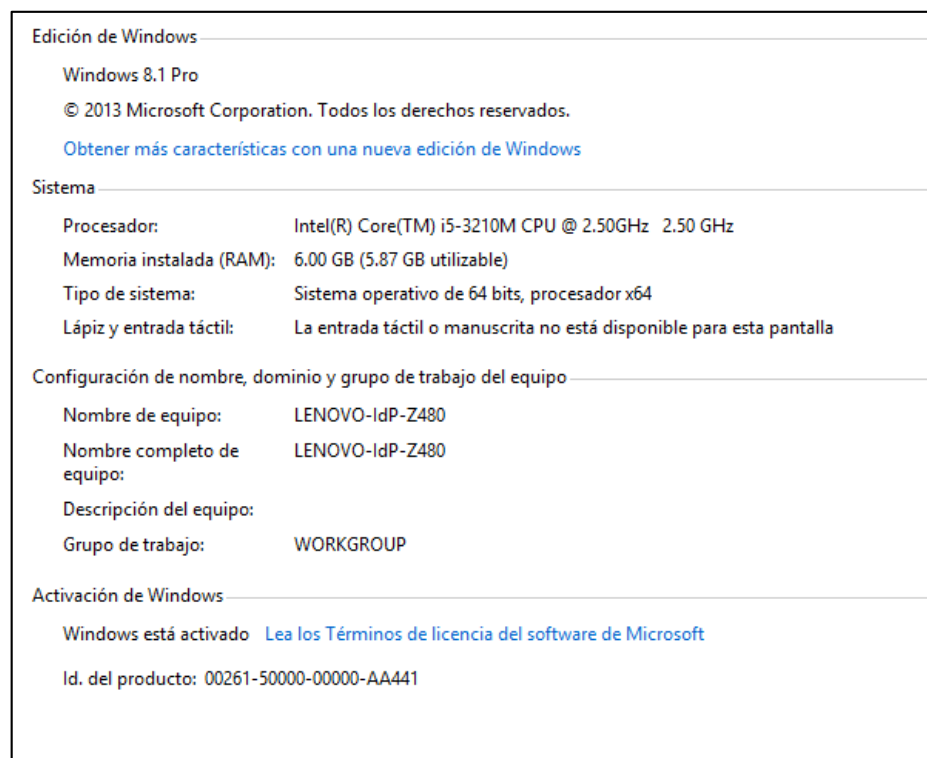 Edición de Windows
Windows 8.1 Pro
© 2013 Microsoft Corporation. Todos los derechos reservados.
Obtener más características con una nueva edición de Windows
Sistema
Procesador: Intel(R) Core(TM) i5-3210M CPU @ 2.50GHz 2.50 GHz
Memoria instalada (RAM): 6.00 GB (5.87 GB utilizable)
Tipo de sistema: Sistema operativo de 64 bits, procesador x64
Lápiz y entrada táctil: La entrada táctil o manuscrita no está disponible para esta pantalla
Configuración de nombre, dominio y grupo de trabajo del equipo
Nombre de equipo: LENOVO-IdP-Z480
Nombre completo de LENOVO-IdP-Z480
equipo:
Descripción del equipo:
Grupo de trabajo: WORKGROUP
Activación de Windows
Windows está activado Lea los Términos de licencia del software de Microsoft
Id. del producto: 00261-50000-00000-AA441